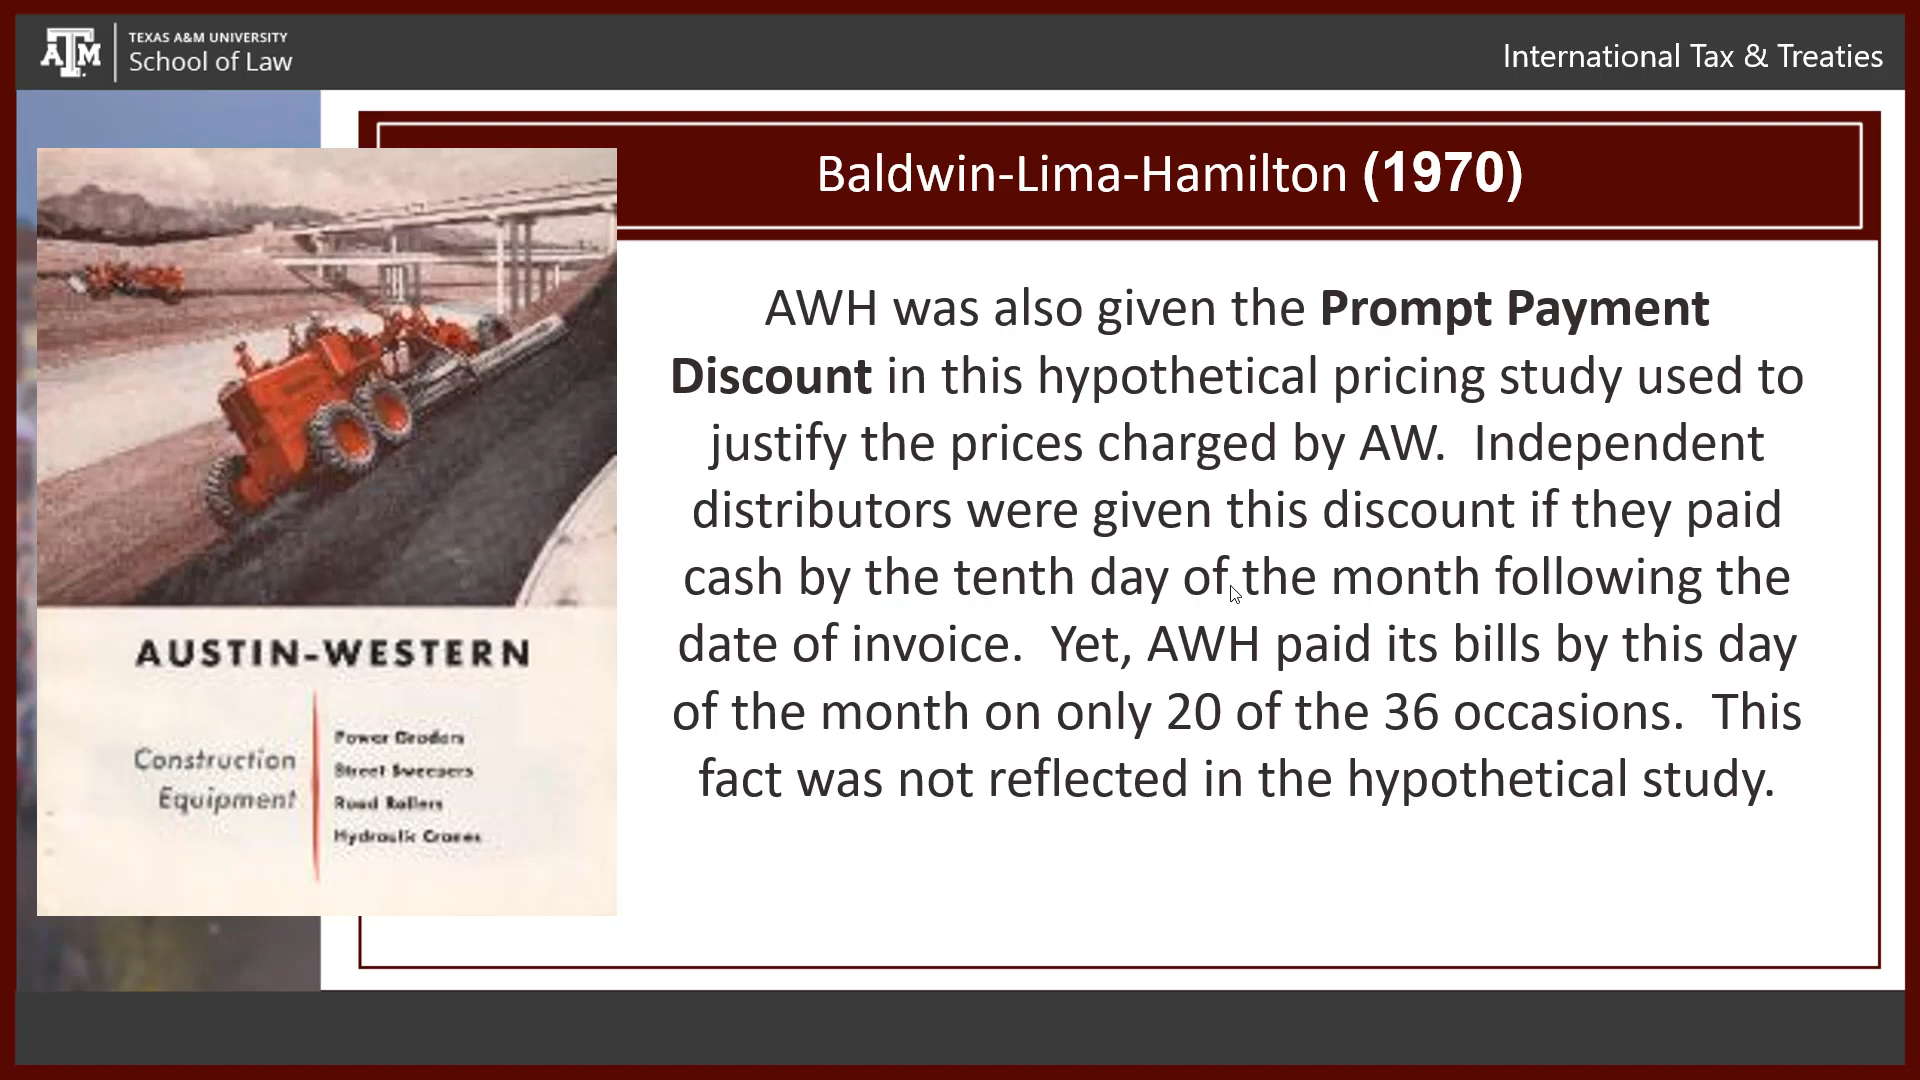 TEXAS A&M UNIVERSITY
School of Law
International Tax & Treaties
Baldwin-Lima-Hamilton (1970)
AWH was also given the Prompt Payment
Discount in this hypothetical pricing study used to
justify the prices charged by AW.  Independent
distributors were given this discount if they paid
cash by the tenth day of the month following the
date of invoice.  Yet, AWH paid its bills by this day
of the month on only 20 of the 36 occasions.  This
fact was not reflected in the hypothetical study.
AUSTIN-WESTERN
Construction
Equipment
Power Graders
Street Sweepers
Road Rollers
Hydraulic Cranes